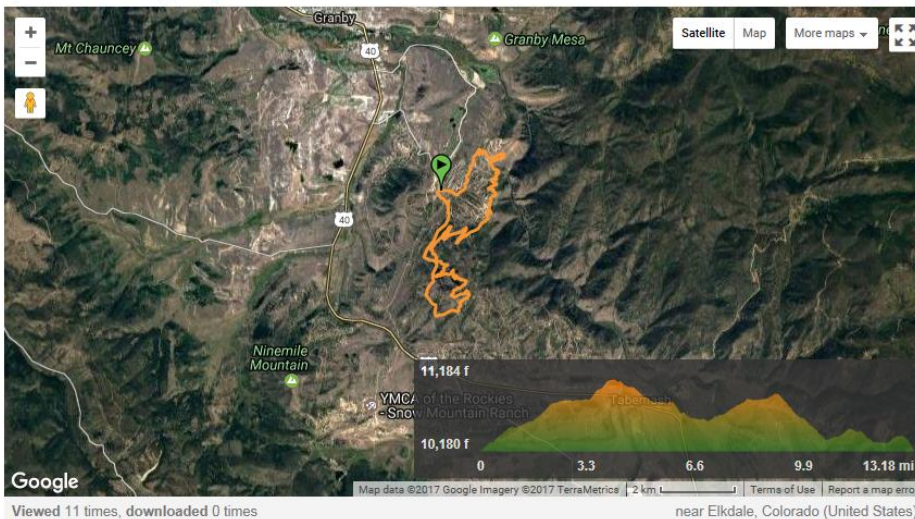 Granby
Mt Chauncey
Granby Mesa
Satellite
Map
More maps
40
40
Ninemile
Mountain
YMCA of the Rockies
- Snow Mountain Ranch
Tabernash
11,184 f
10,180 f
0 3.3 6.6 9.9 13.18 mi
Google
Map data ©2017 Google Imagery ©2017 TerraMetrics 2 km Terms of Use Report a map erro
Viewed 11 times, downloaded 0 times
near Elkdale, Colorado (United States)